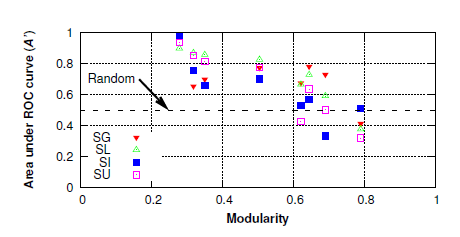 Area under ROC curve (A')
1
0.8
0.6
0.4
0.2
0
Random
SG
SL
SI
SU
0 0.2 0.4 0.6 0.8 1
Modularity